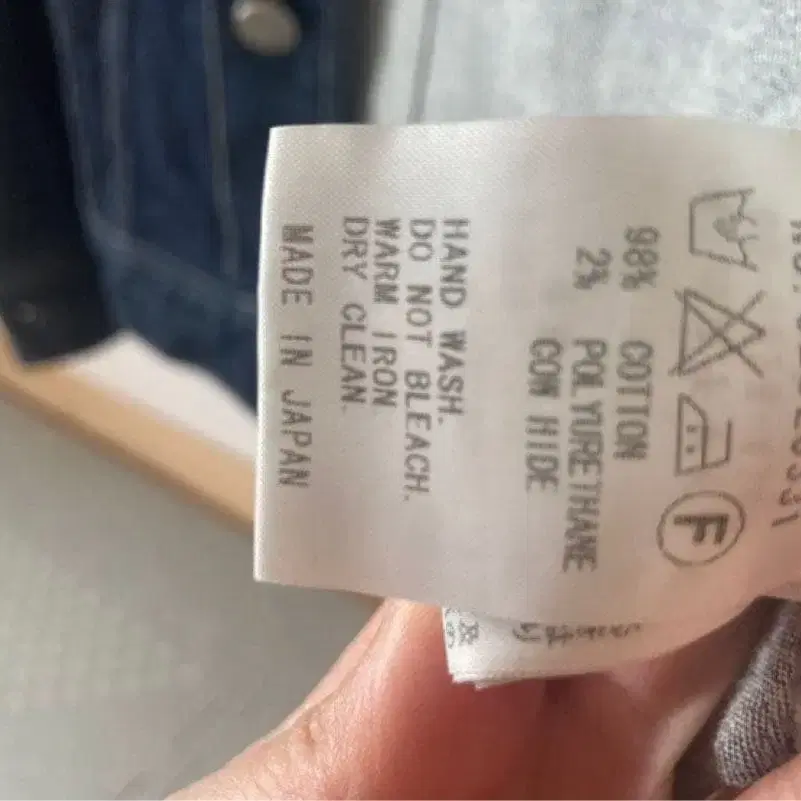 F
98% COTTON
2% POLYURETHANE
COW HIDE
HAND WASH.
DO NOT BLEACH.
WARM IRON.
DRY CLEAN.
MADE IN JAPAN